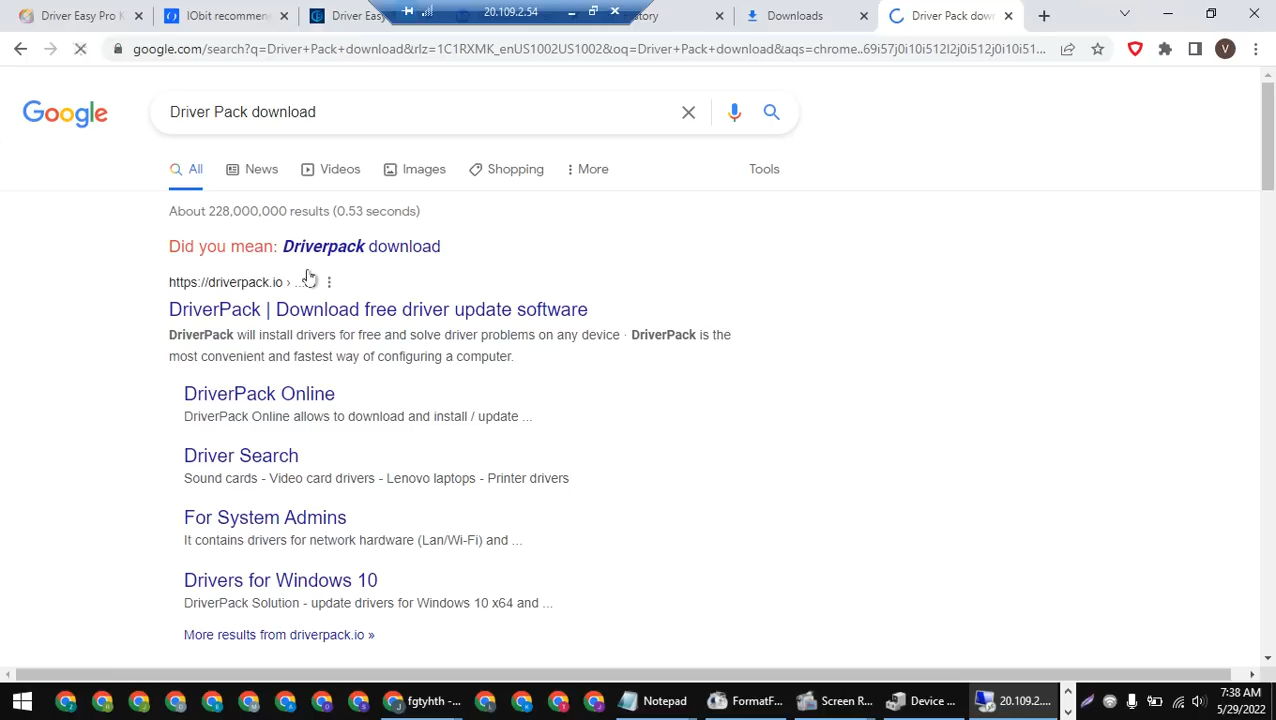 Driver Easy Pro K
IObit recommen
Driver Eas
20.109.2.54
story
Downloads
Driver Pack dow
google.com/search?q=Driver+Pack+download&rlz=1C1RXMK_enUS1002US1002&oq=Driver+Pack+download&aqs=chrome..69i57j0i10i512l2j0i512j0i10i51...
V
Google
Driver Pack download
All
News
Videos
Images
Shopping
More
Tools
About 228,000,000 results (0.53 seconds)
Did you mean: Driverpack download
https://driverpack.io › ...
DriverPack | Download free driver update software
DriverPack will install drivers for free and solve driver problems on any device · DriverPack is the
most convenient and fastest way of configuring a computer.
DriverPack Online
DriverPack Online allows to download and install / update ...
Driver Search
Sound cards - Video card drivers - Lenovo laptops - Printer drivers
For System Admins
It contains drivers for network hardware (Lan/Wi-Fi) and ...
Drivers for Windows 10
DriverPack Solution - update drivers for Windows 10 x64 and ...
More results from driverpack.io »
fgtyhth -...
Notepad
FormatF...
Screen R...
Device ...
20.109.2....
7:38 AM
5/29/2022